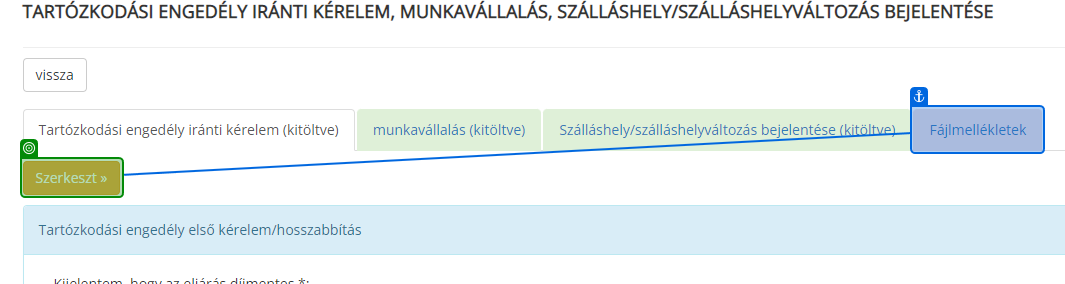 TARTÓZKODÁSI ENGEDÉLY IRÁNTI KÉRELEM, MUNKAVÁLLALÁS, SZÁLLÁSHELY/SZÁLLÁSHELYVÁLTOZÁS BEJELENTÉSE
vissza
Tartózkodási engedély iránti kérelem (kitöltve) munkavállalás (kitöltve) Szálláshely/szálláshelyváltozás bejelentése (kitöltve) Fájlmellékletek
Szerkeszt »
Tartózkodási engedély első kérelem/hosszabbítás
Kijelentem, hogy az eljárás díjmentes *: